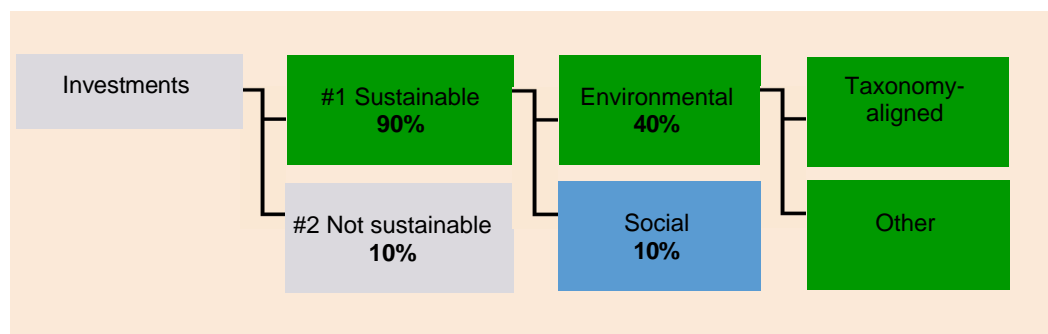 Investments
#1 Sustainable
90%
Environmental
40%
Taxonomy-
aligned
#2 Not sustainable
10%
Social
10%
Other